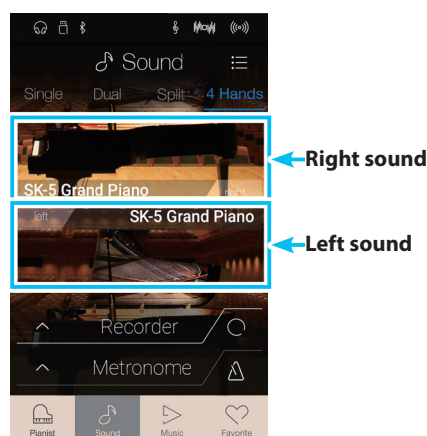 Sound
Single Dual Split 4 Hands
SK-5 Grand Piano right
Right sound
left SK-5 Grand Piano
Left sound
Recorder
Metronome
Pianist Sound Music Favorite